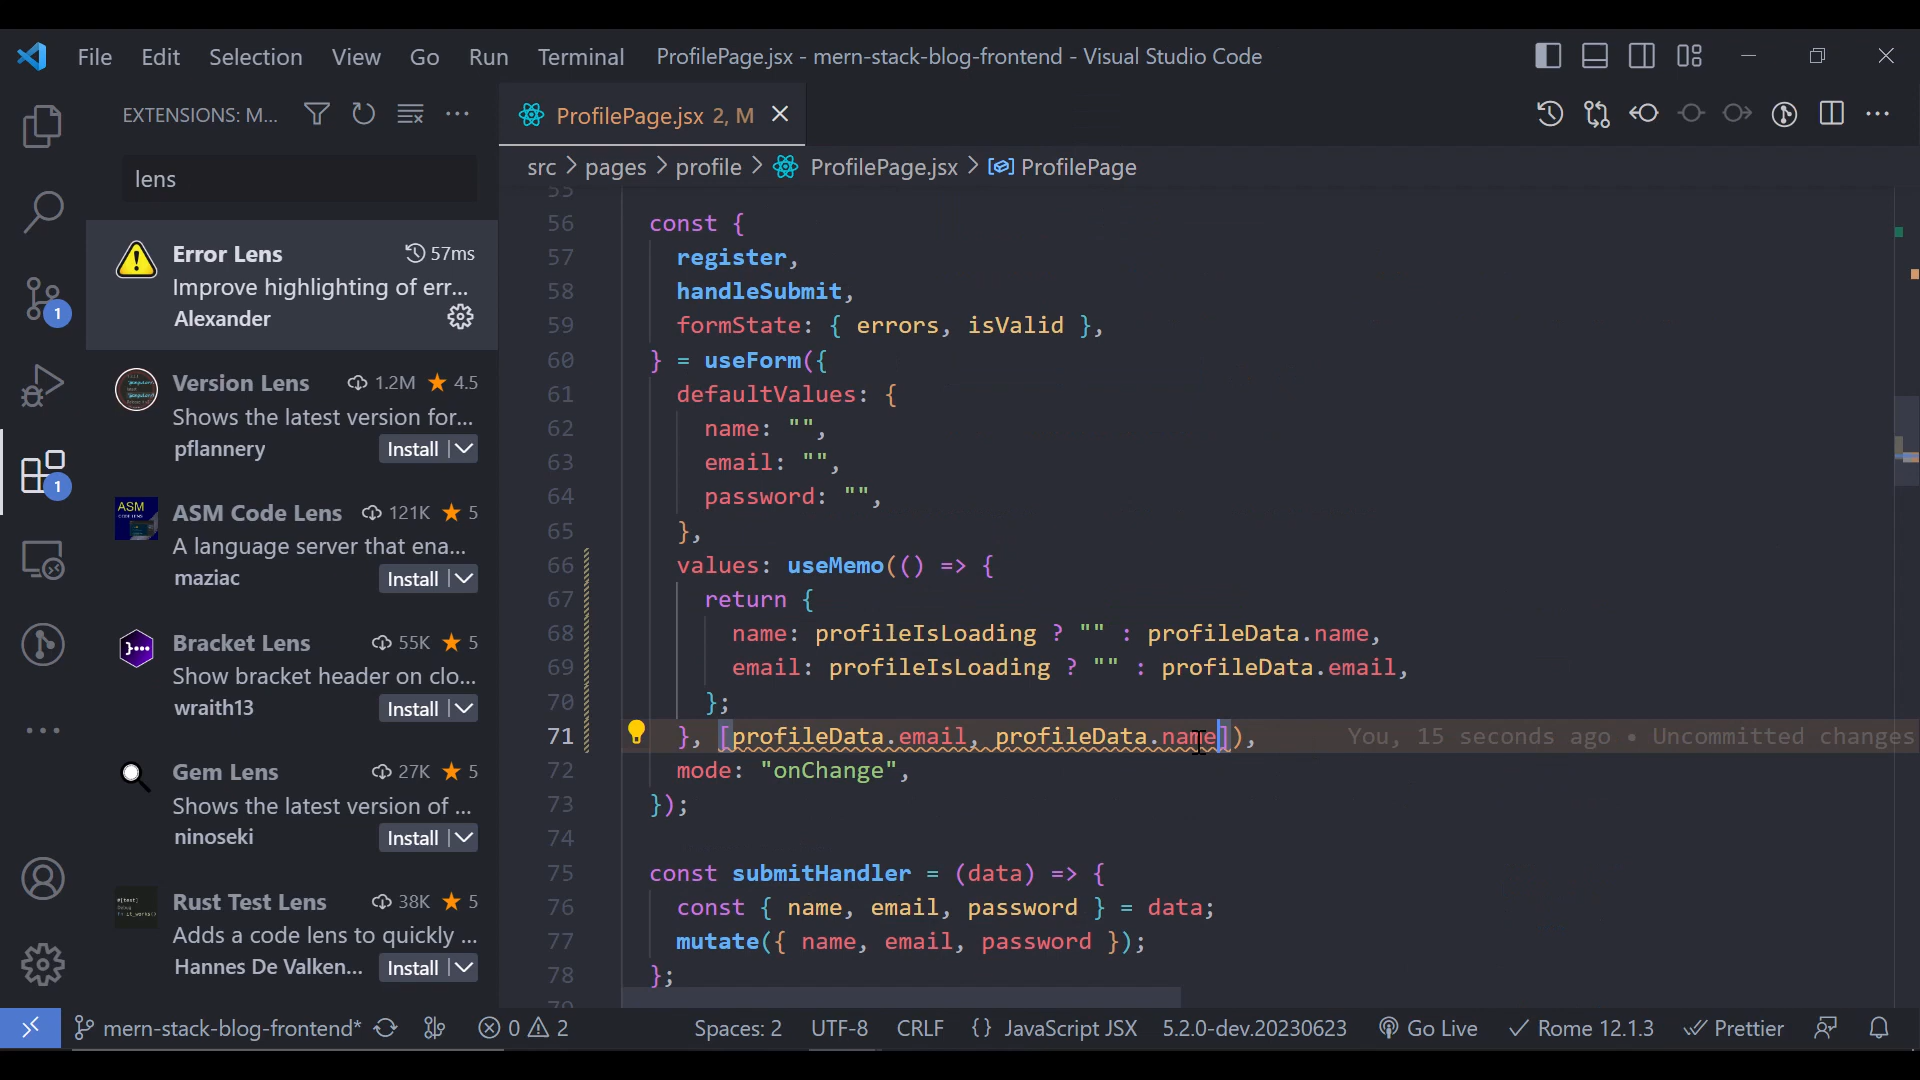 File Edit Selection View Go Run Terminal ProfilePage.jsx - mern-stack-blog-frontend - Visual Studio Code
EXTENSIONS: M...
ProfilePage.jsx 2, M
lens
src > pages > profile > ProfilePage.jsx > ProfilePage
Error Lens 57ms
Improve highlighting of err...
Alexander
Version Lens 1.2M 4.5
Shows the latest version for...
pflannery Install
ASM Code Lens 121K 5
A language server that ena...
maziac Install
Bracket Lens 55K 5
Show bracket header on clo...
wraith13 Install
Gem Lens 27K 5
Shows the latest version of ...
ninoseki Install
Rust Test Lens 38K 5
Adds a code lens to quickly ...
Hannes De Valken... Install
1
1
55
56 const {
57 register,
58 handleSubmit,
59 formState: { errors, isValid },
60 } = useForm({
61 defaultValues: {
62 name: "",
63 email: "",
64 password: "",
65 },
66 values: useMemo(() => {
67 return {
68 name: profileIsLoading ? "" : profileData.name,
69 email: profileIsLoading ? "" : profileData.email,
70 };
71 }, [profileData.email, profileData.name]), You, 15 seconds ago • Uncommitted changes
72 mode: "onChange",
73 });
74
75 const submitHandler = (data) => {
76 const { name, email, password } = data;
77 mutate({ name, email, password });
78 };
79
mern-stack-blog-frontend* 0 2 Spaces: 2 UTF-8 CRLF {} JavaScript JSX 5.2.0-dev.20230623 Go Live Rome 12.1.3 Prettier